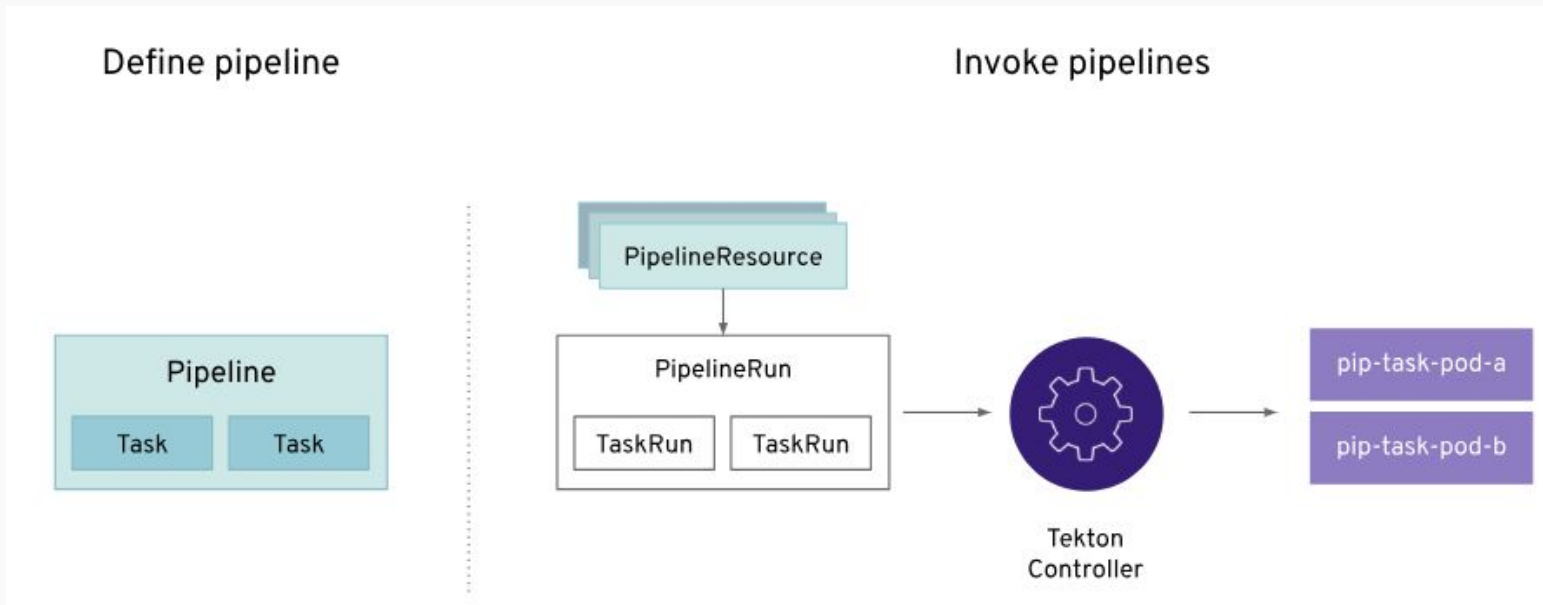 Define pipeline
Invoke pipelines
PipelineResource
Pipeline
Task
Task
PipelineRun
TaskRun
TaskRun
Tekton
Controller
pip-task-pod-a
pip-task-pod-b